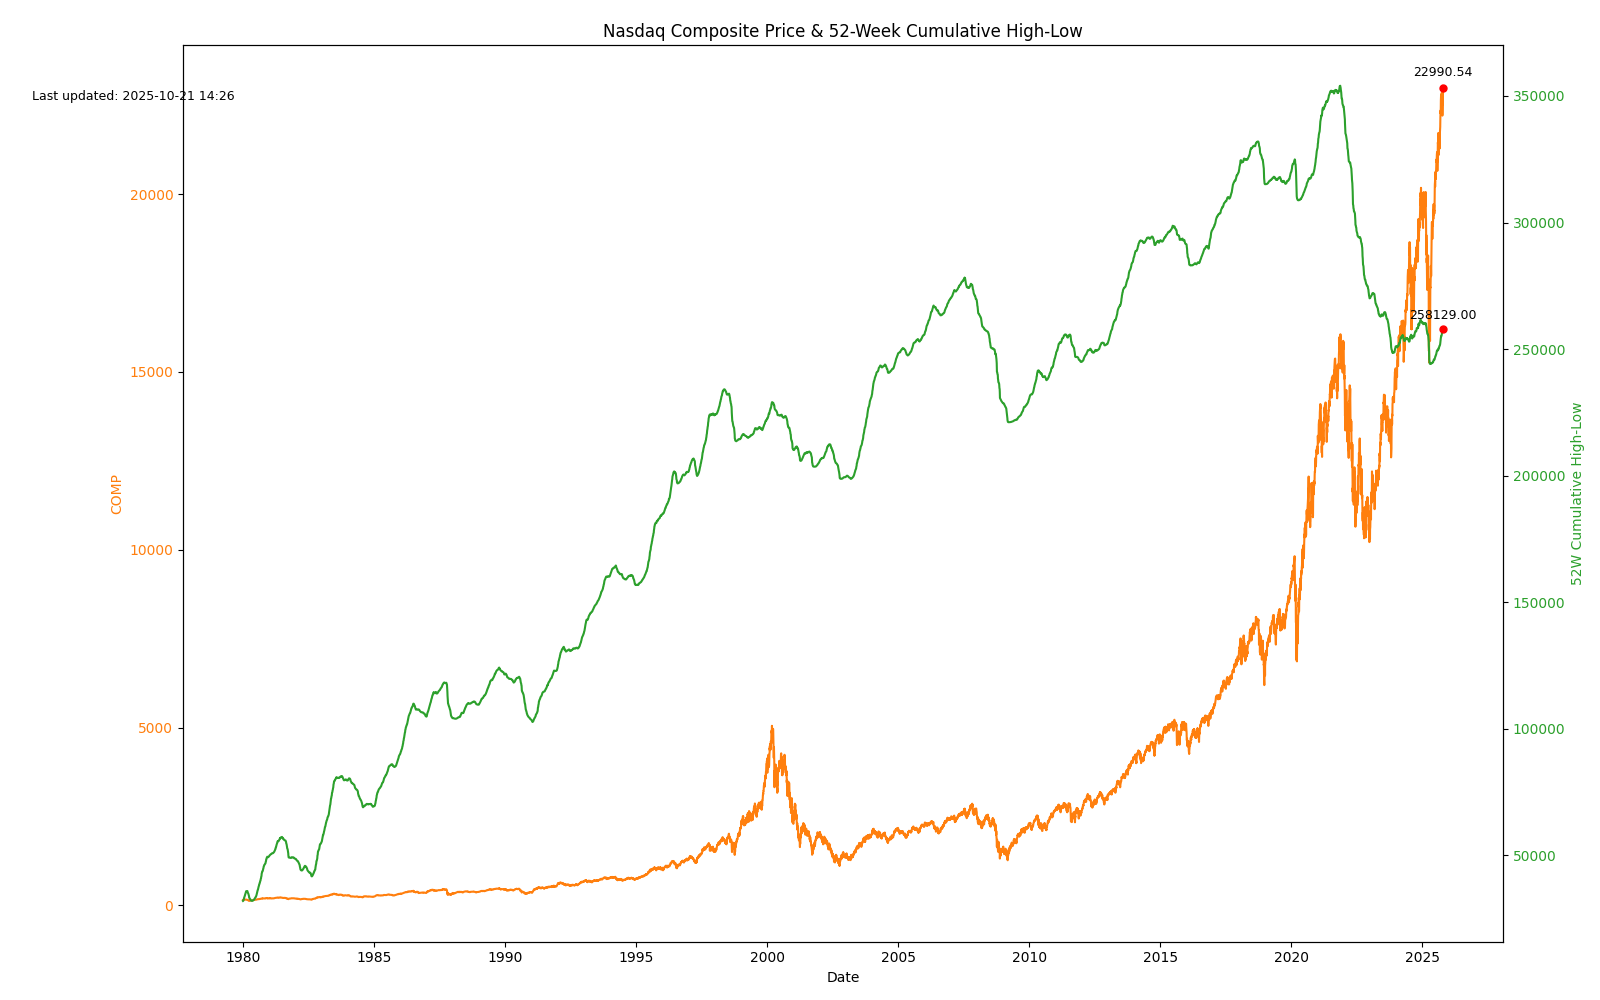 Nasdaq Composite Price & 52-Week Cumulative High-Low
22990.54
Last updated: 2025-10-21 14:26
350000
20000
300000
258129.00
250000
15000
200000
COMP
52W Cumulative High-Low
10000
150000
5000
100000
50000
0
1980 1985 1990 1995 2000 2005 2010 2015 2020 2025
Date